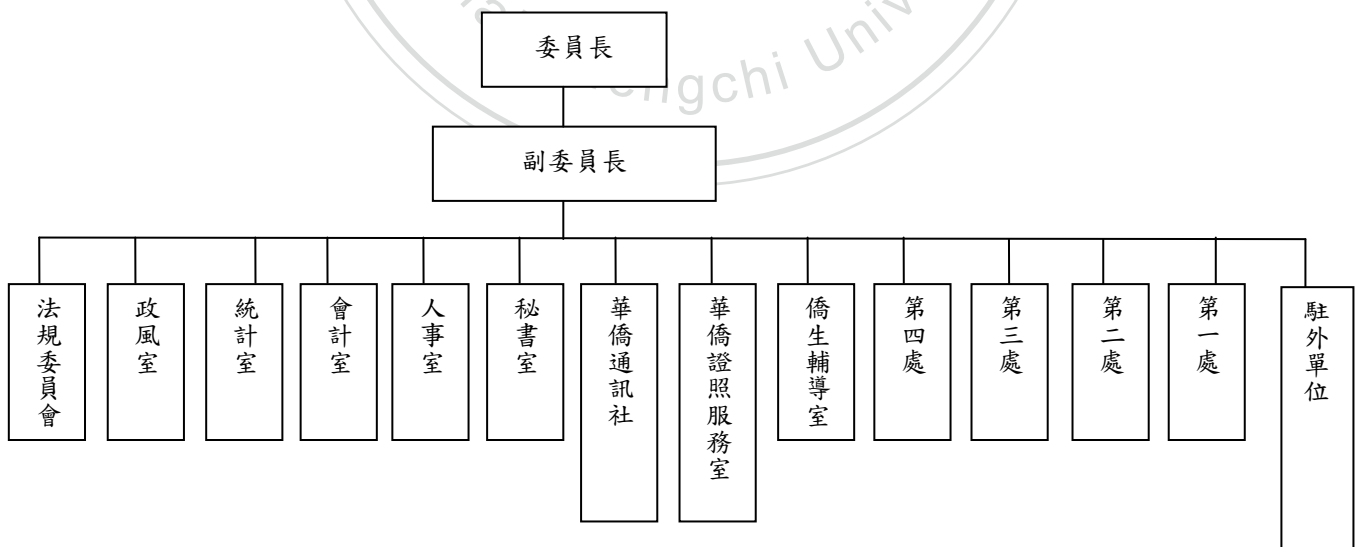 委員長
副委員長
法規委員會
政風室
統計室
會計室
人事室
秘書室
華僑通訊社
華僑證照服務室
僑生輔導室
第四處
第三處
第二處
第一處
駐外單位
engchi Univ